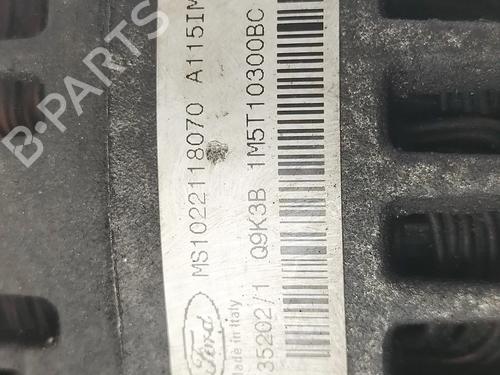 MS1022118070 A115IM
Ford
Made in Italy
35202/1 Q9K3B 1M5T10300BC
B-PARTS